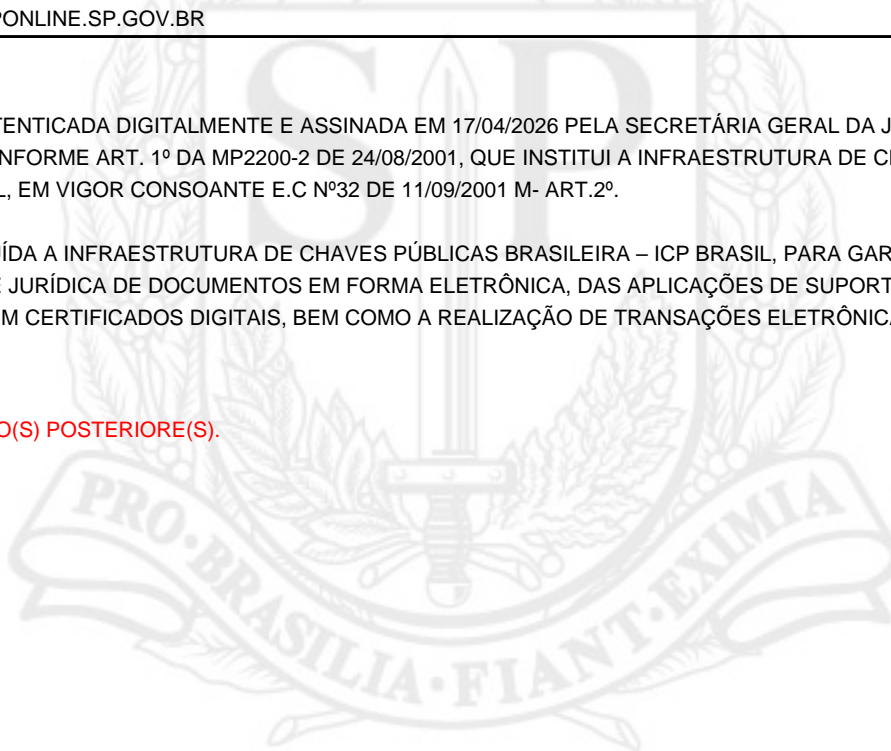 PONLINE.SP.GOV.BR
TENTICADA DIGITALMENTE E ASSINADA EM 17/04/2026 PELA SECRETÁRIA GERAL DA J
NFORME ART. 1º DA MP2200-2 DE 24/08/2001, QUE INSTITUI A INFRAESTRUTURA DE C
L, EM VIGOR CONSOANTE E.C Nº32 DE 11/09/2001 M- ART.2º.
ÍDA A INFRAESTRUTURA DE CHAVES PÚBLICAS BRASILEIRA – ICP BRASIL, PARA GAR
E JURÍDICA DE DOCUMENTOS EM FORMA ELETRÔNICA, DAS APLICAÇÕES DE SUPORT
M CERTIFICADOS DIGITAIS, BEM COMO A REALIZAÇÃO DE TRANSAÇÕES ELETRÔNICA
O(S) POSTERIORE(S).
SP
PRO·BRASILIA·FIANT·EXIMIA